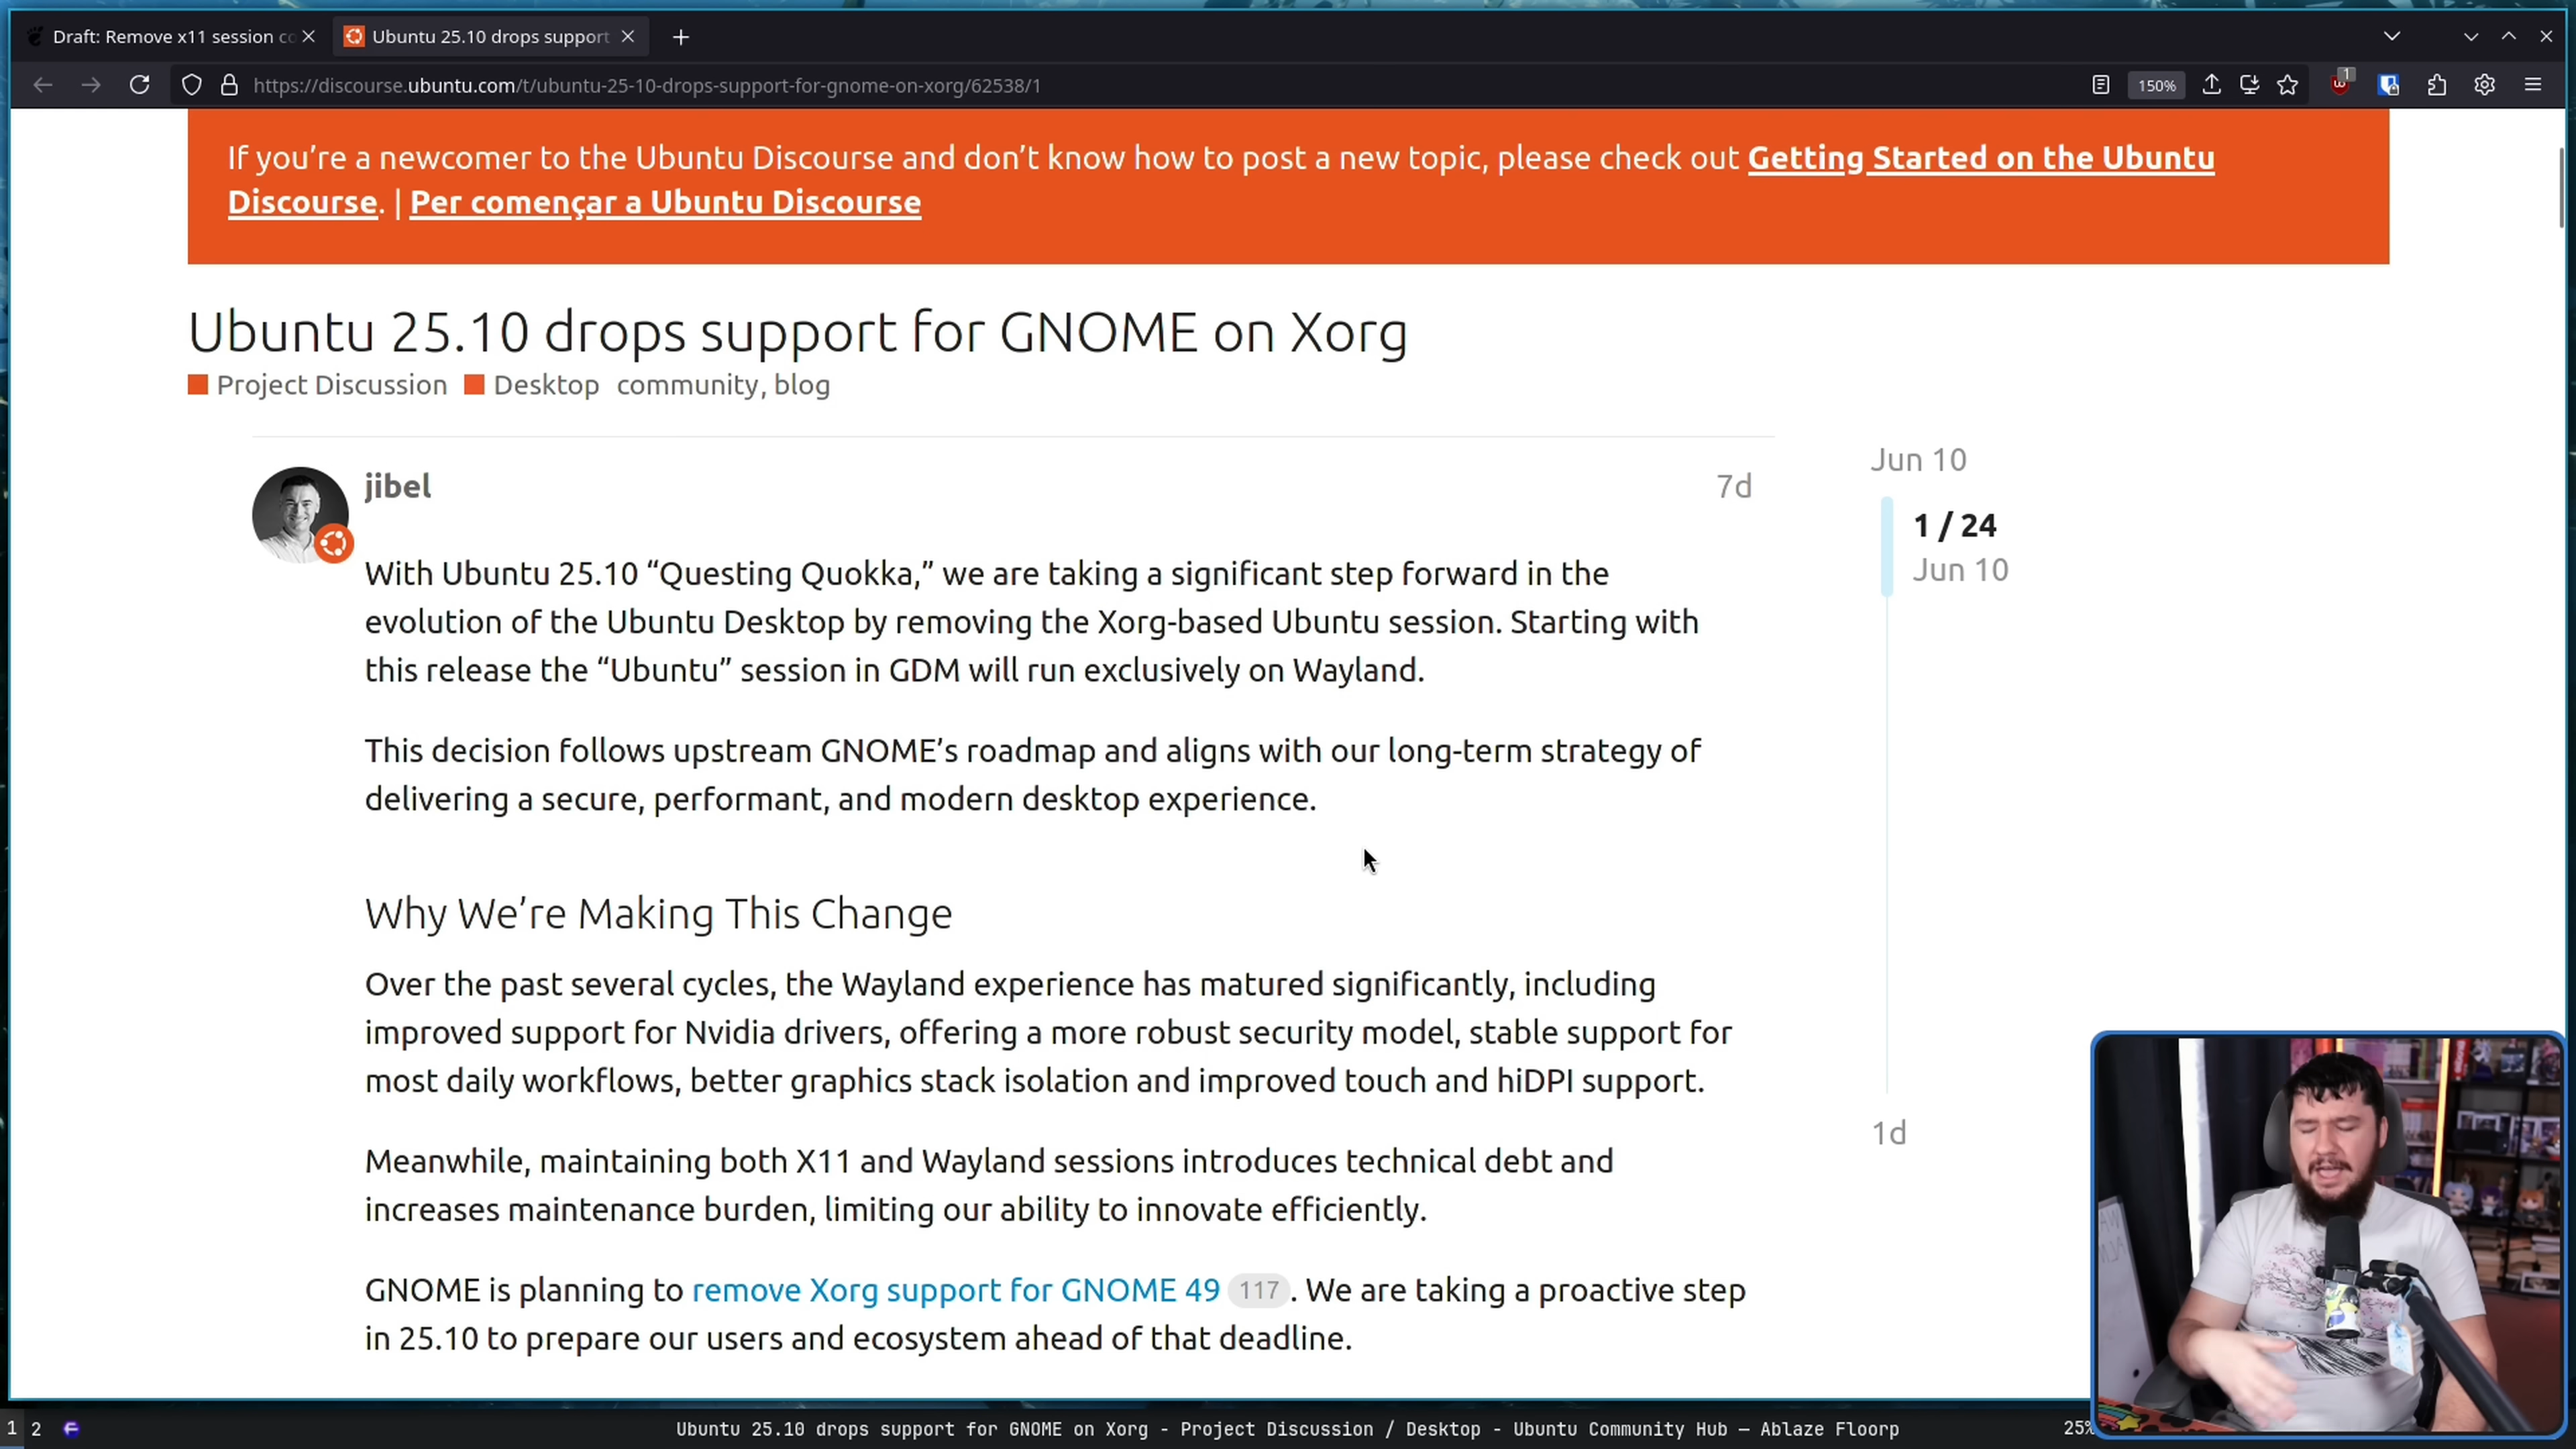 Draft: Remove x11 session co
Ubuntu 25.10 drops support
https://discourse.ubuntu.com/t/ubuntu-25-10-drops-support-for-gnome-on-xorg/62538/1
150%
1
If you’re a newcomer to the Ubuntu Discourse and don’t know how to post a new topic, please check out Getting Started on the Ubuntu
Discourse. | Per començar a Ubuntu Discourse
Ubuntu 25.10 drops support for GNOME on Xorg
Project Discussion Desktop community, blog
jibel
7d
Jun 10
1 / 24
Jun 10
With Ubuntu 25.10 “Questing Quokka,” we are taking a significant step forward in the
evolution of the Ubuntu Desktop by removing the Xorg-based Ubuntu session. Starting with
this release the “Ubuntu” session in GDM will run exclusively on Wayland.
This decision follows upstream GNOME’s roadmap and aligns with our long-term strategy of
delivering a secure, performant, and modern desktop experience.
Why We’re Making This Change
Over the past several cycles, the Wayland experience has matured significantly, including
improved support for Nvidia drivers, offering a more robust security model, stable support for
most daily workflows, better graphics stack isolation and improved touch and hiDPI support.
1d
Meanwhile, maintaining both X11 and Wayland sessions introduces technical debt and
increases maintenance burden, limiting our ability to innovate efficiently.
GNOME is planning to remove Xorg support for GNOME 49 117. We are taking a proactive step
in 25.10 to prepare our users and ecosystem ahead of that deadline.
1 2
Ubuntu 25.10 drops support for GNOME on Xorg - Project Discussion / Desktop - Ubuntu Community Hub — Ablaze Floorp
25%